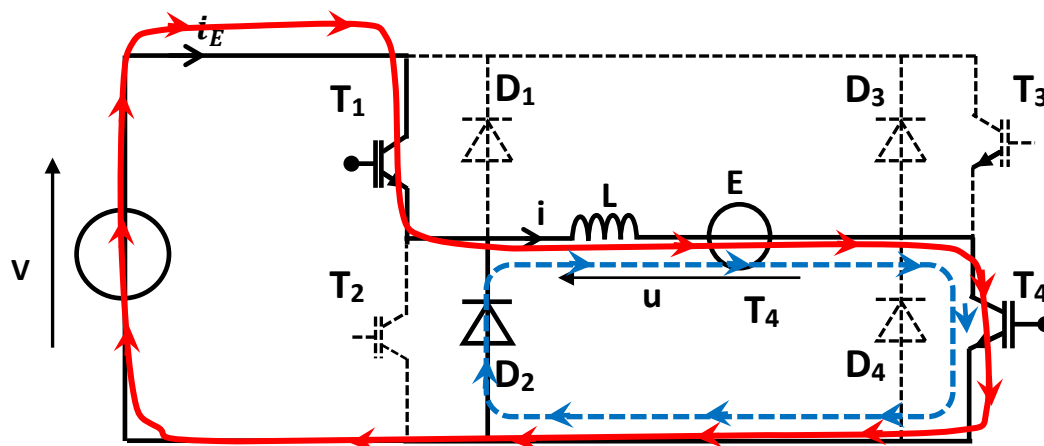 i_E
T₁
D₁
D₃
T₃
L
E
i
V
T₂
u
T₄
T₄
D₂
D₄